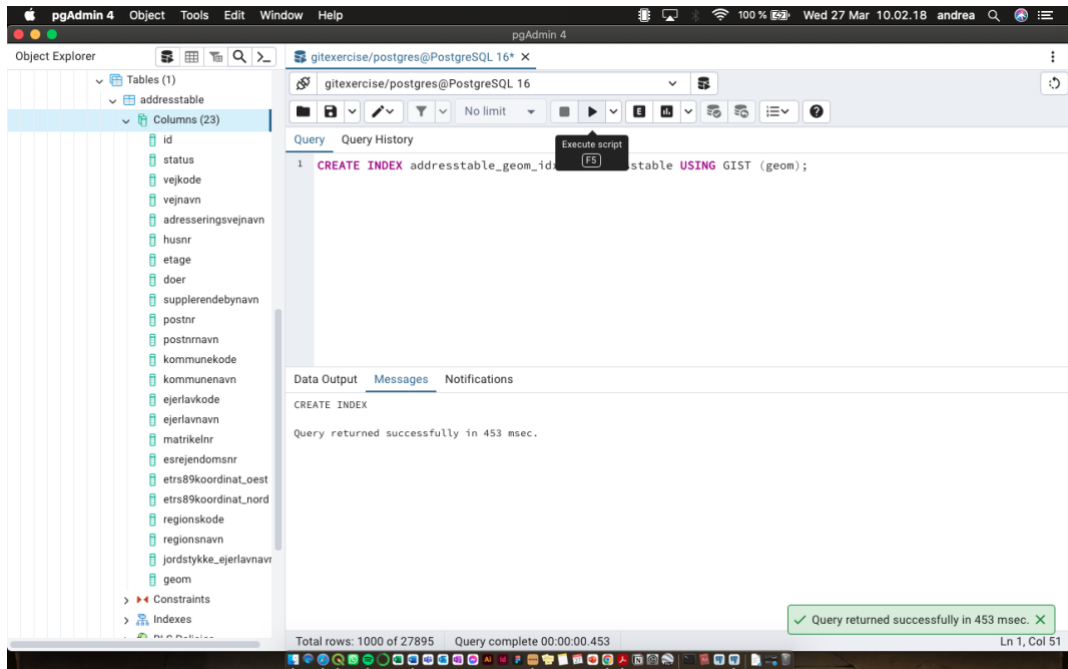 pgAdmin 4 Object Tools Edit Window Help 100 % Wed 27 Mar 10.02.18 andrea
pgAdmin 4
Object Explorer
gitexercise/postgres@PostgreSQL 16*
Tables (1)
addresstable
Columns (23)
id
status
vejkode
vejnavn
adresseringsvejnavn
husnr
etage
doer
supplerendebynavn
postnr
postnrnavn
kommunekode
kommunenavn
ejerlavkode
ejerlavnavn
matrikelnr
esrejendomsnr
etrs89koordinat_oest
etrs89koordinat_nord
regionskode
regionsnavn
jordstykke_ejerlavnavr
geom
Constraints
Indexes
gitexercise/postgres@PostgreSQL 16
No limit
Query Query History
Execute script
F5
1 CREATE INDEX addresstable_geom_id stable USING GIST (geom);
Data Output Messages Notifications
CREATE INDEX
Query returned successfully in 453 msec.
Query returned successfully in 453 msec.
Total rows: 1000 of 27895 Query complete 00:00:00.453 Ln 1, Col 51